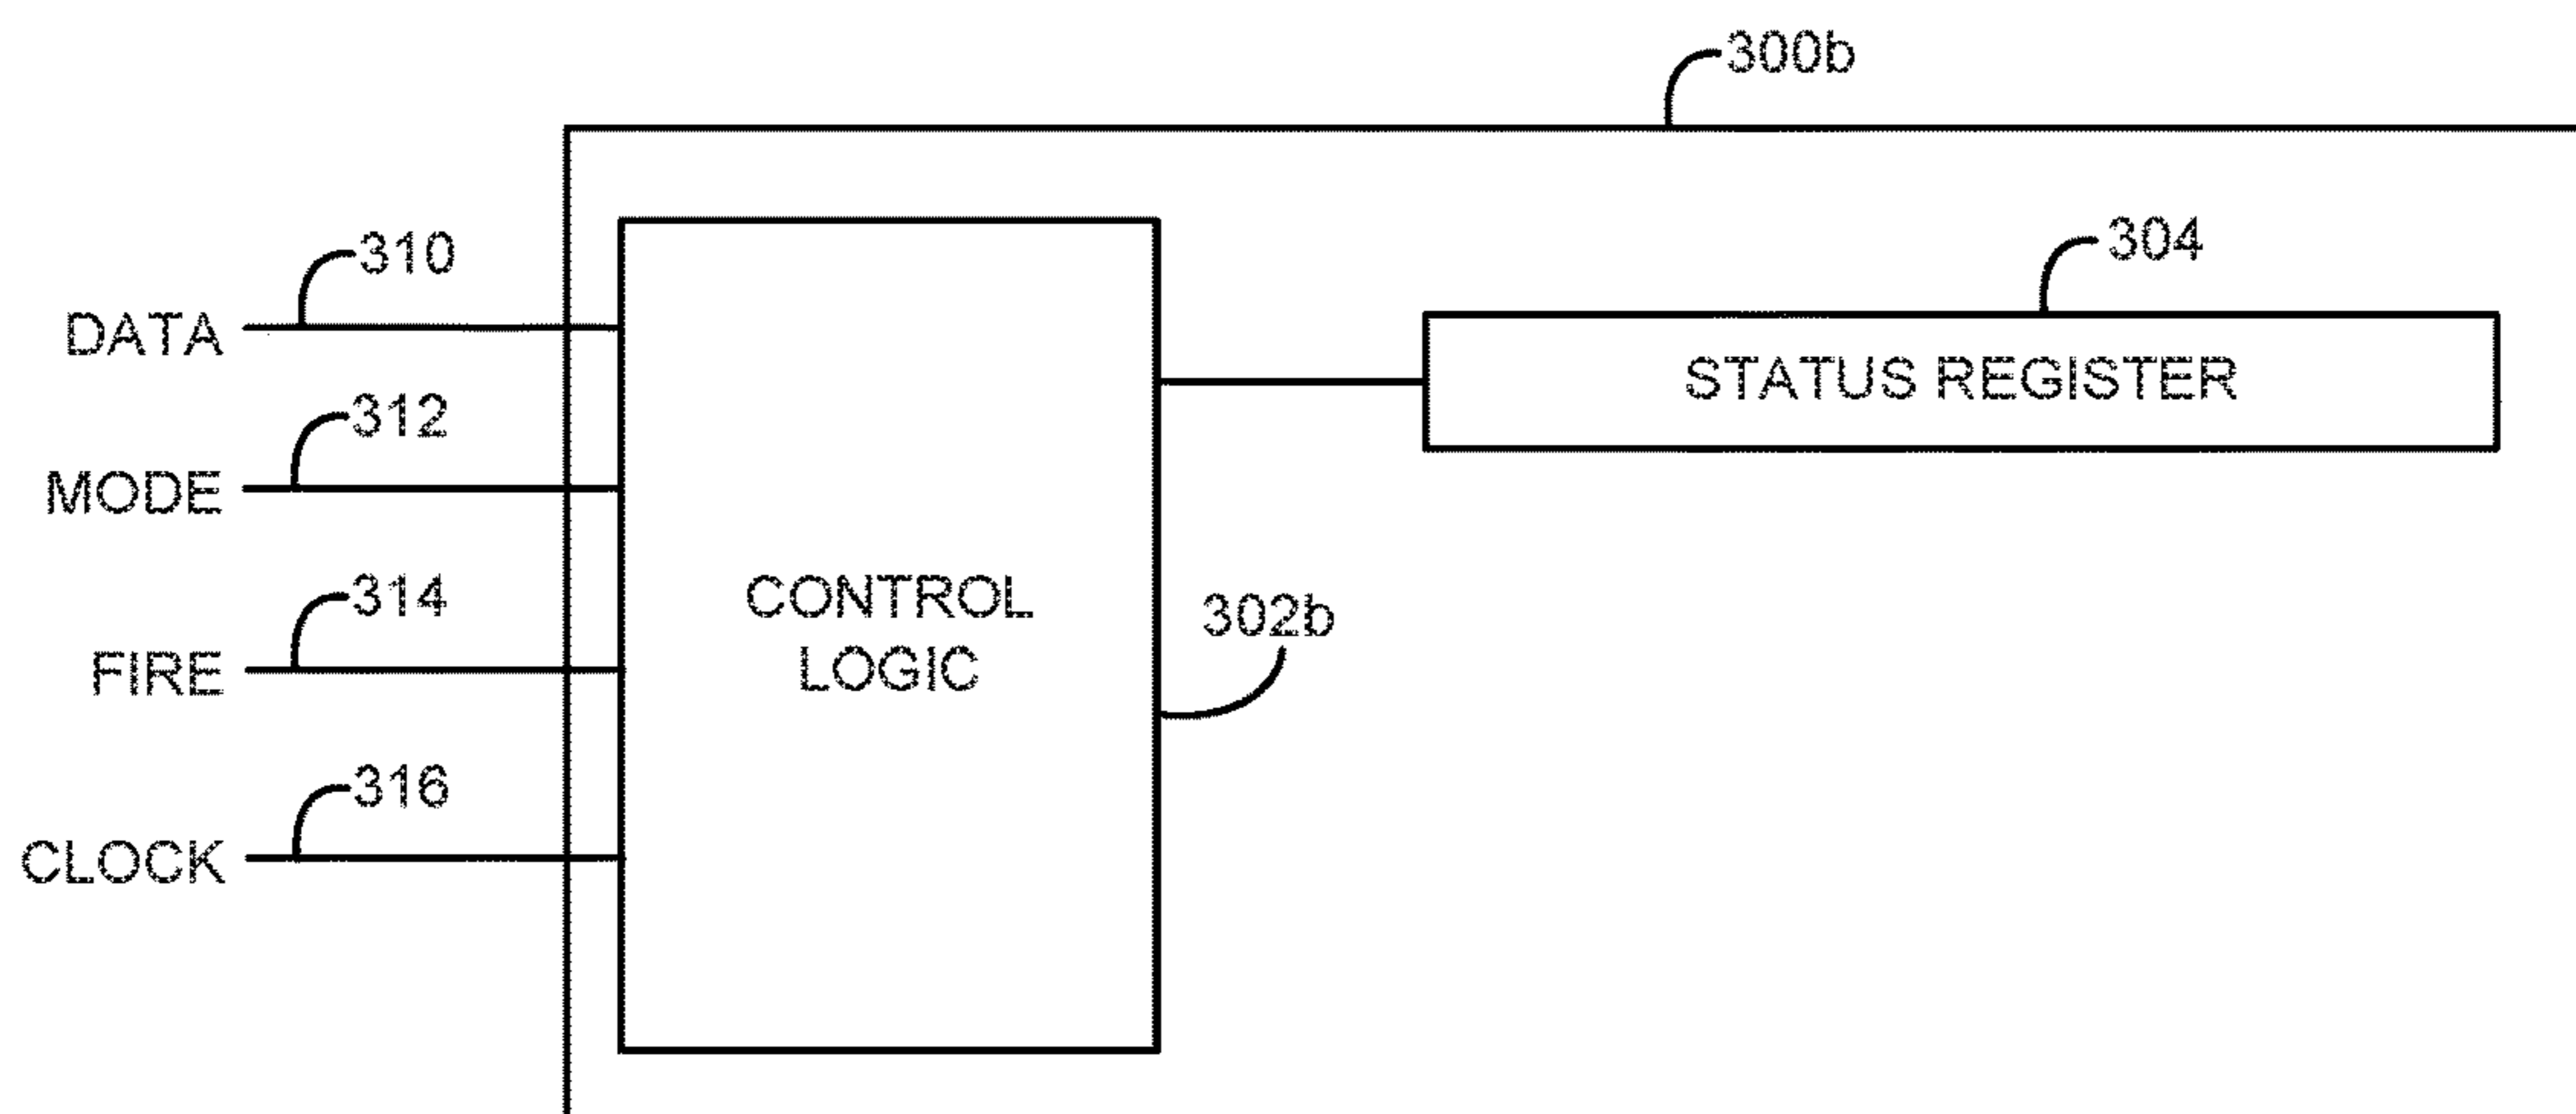 300b
310
304
DATA
STATUS REGISTER
312
MODE
314
CONTROL
LOGIC
302b
FIRE
316
CLOCK